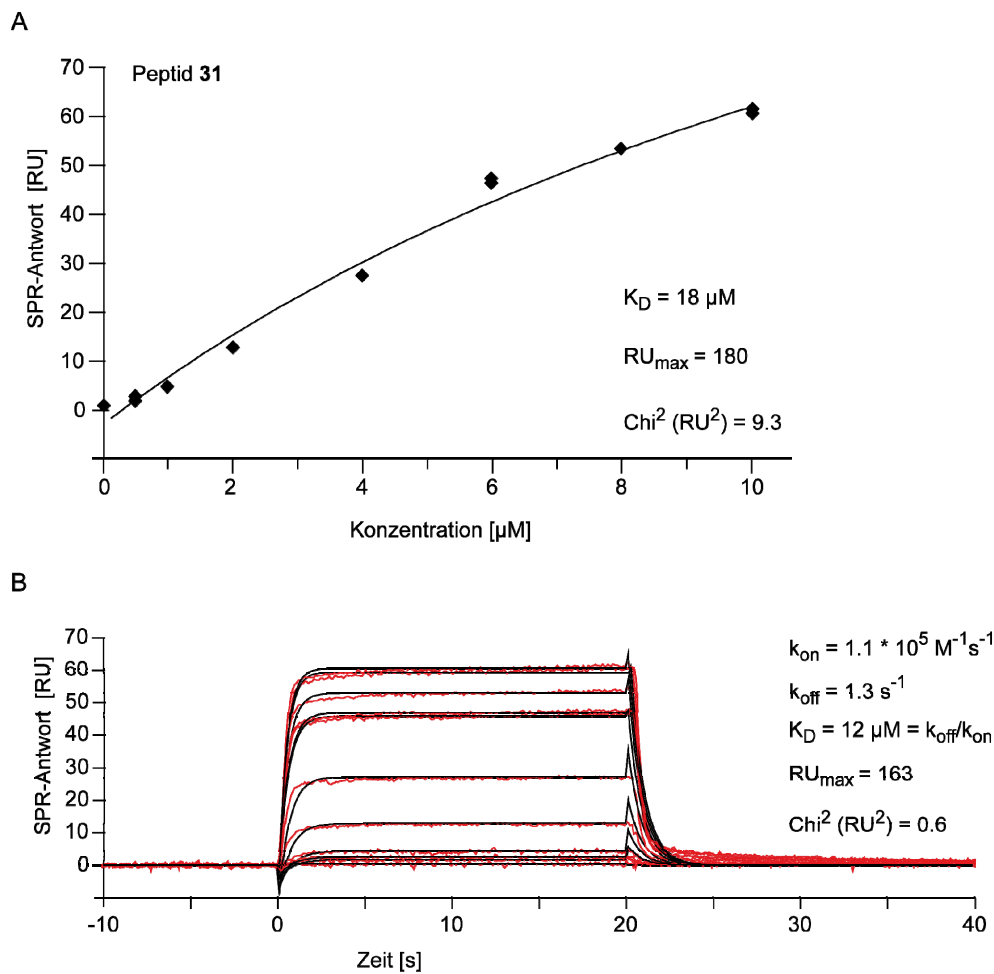 A
Peptid 31
SPR-Antwort [RU]
70
60
50
40
30
20
10
0
K_D = 18 µM
RU_max = 180
Chi² (RU²) = 9.3
0 2 4 6 8 10
Konzentration [µM]
B
SPR-Antwort [RU]
70
60
50
40
30
20
10
0
k_on = 1.1 * 10⁵ M⁻¹s⁻¹
k_off = 1.3 s⁻¹
K_D = 12 µM = k_off/k_on
RU_max = 163
Chi² (RU²) = 0.6
-10 0 10 20 30 40
Zeit [s]